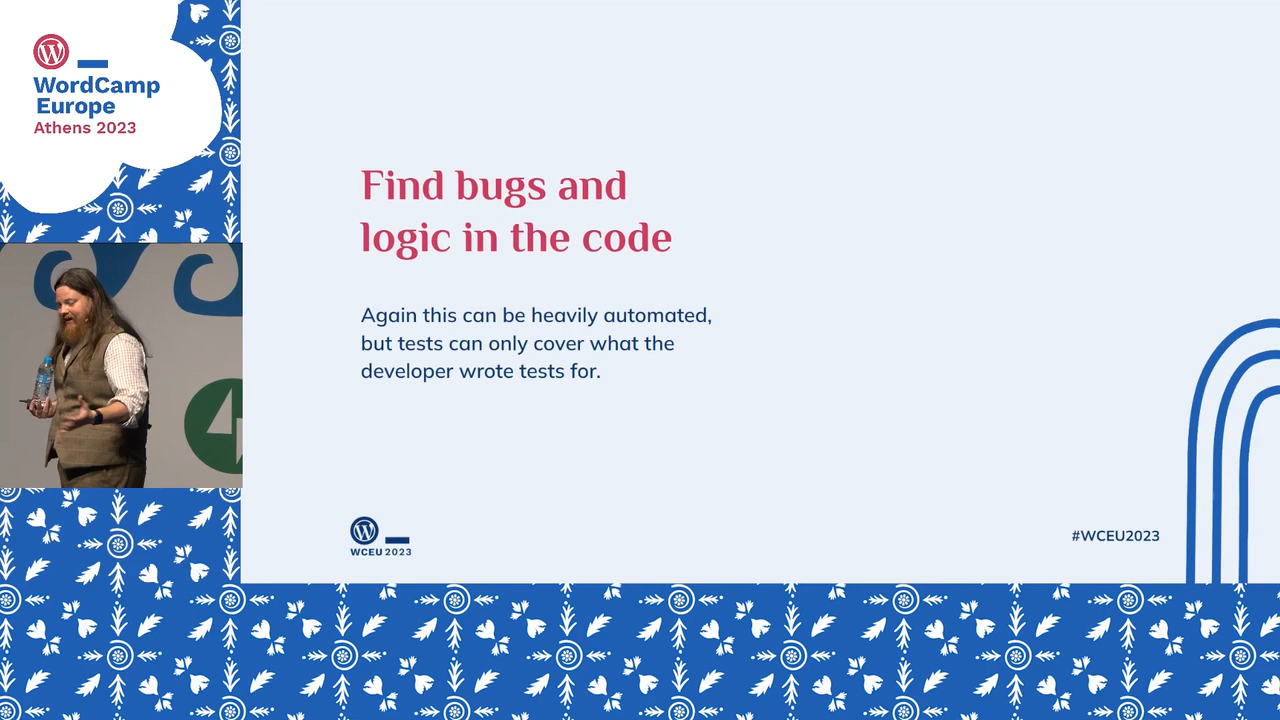 WordCamp
Europe
Athens 2023
Find bugs and
logic in the code
Again this can be heavily automated,
but tests can only cover what the
developer wrote tests for.
WCEU 2023
#WCEU2023